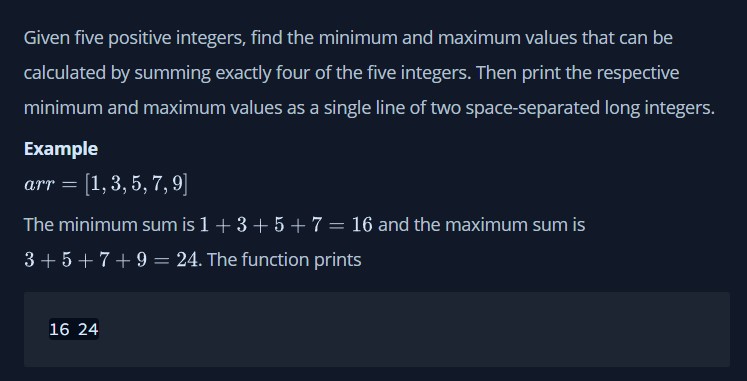 Given five positive integers, find the minimum and maximum values that can be
calculated by summing exactly four of the five integers. Then print the respective
minimum and maximum values as a single line of two space-separated long integers.
Example
arr = [1, 3, 5, 7, 9]
The minimum sum is 1 + 3 + 5 + 7 = 16 and the maximum sum is
3 + 5 + 7 + 9 = 24. The function prints
16 24